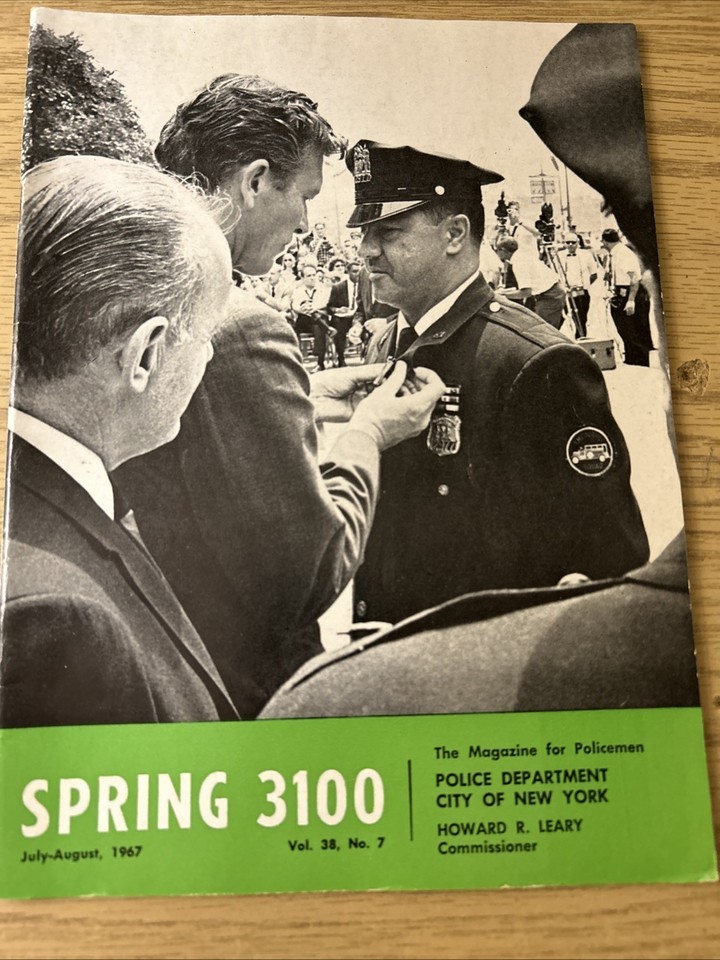 SPRING 3100
July-August, 1967
Vol. 38, No. 7
The Magazine for Policemen
POLICE DEPARTMENT
CITY OF NEW YORK
HOWARD R. LEARY
Commissioner